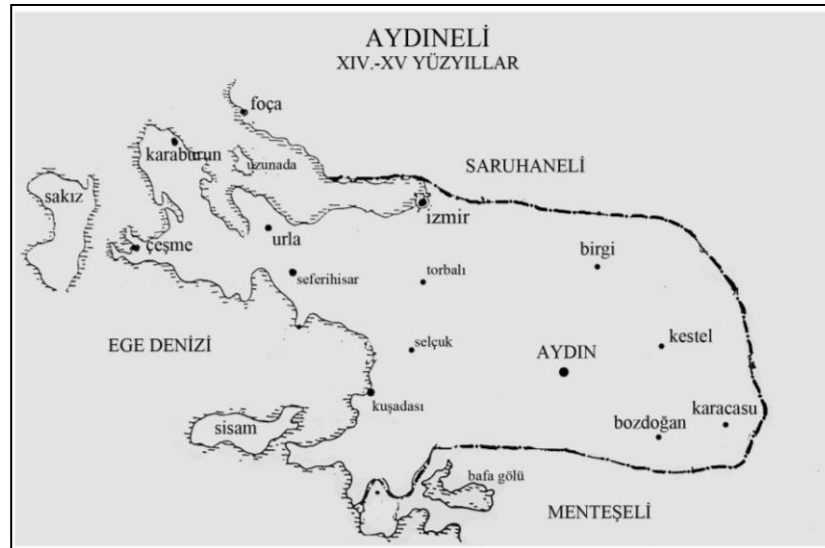 AYDINELİ
XIV.-XV YÜZYILLAR
foça
karaburun
uzunada
SARUHANELİ
sakız
izmir
urla
çeşme
birgi
seferihisar
torbalı
EGE DENİZİ
selçuk
kestel
AYDIN
kuşadası
karacasu
sisam
bozdoğan
bafa gölü
MENTEŞELİ